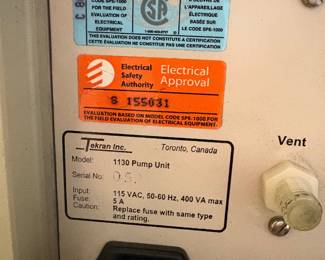 CODE SPE-1000
FOR THE FIELD
EVALUATION OF
ELECTRICAL
EQUIPMENT
SA
L'APPAREILLAGE
ÉLECTRIQUE
BASÉE SUR
LE CODE SPE-1000
THIS EVALUATION DOES NOT CONSTITUTE A CERTIFICATION
CETTE ÉVALUATION NE CONSTITUE PAS UNE CERTIFICATION
Electrical
Safety
Authority
Electrical
Approval
S 155031
EVALUATION BASED ON MODEL CODE SPE-1000 FOR
THE FIELD EVALUATION OF ELECTRICAL EQUIPMENT.
Tekran Inc. Toronto, Canada
Model: 1130 Pump Unit
Serial No:
Input: 115 VAC, 50-60 Hz, 400 VA max
Fuse: 5 A
Caution: Replace fuse with same type
and rating.
Vent